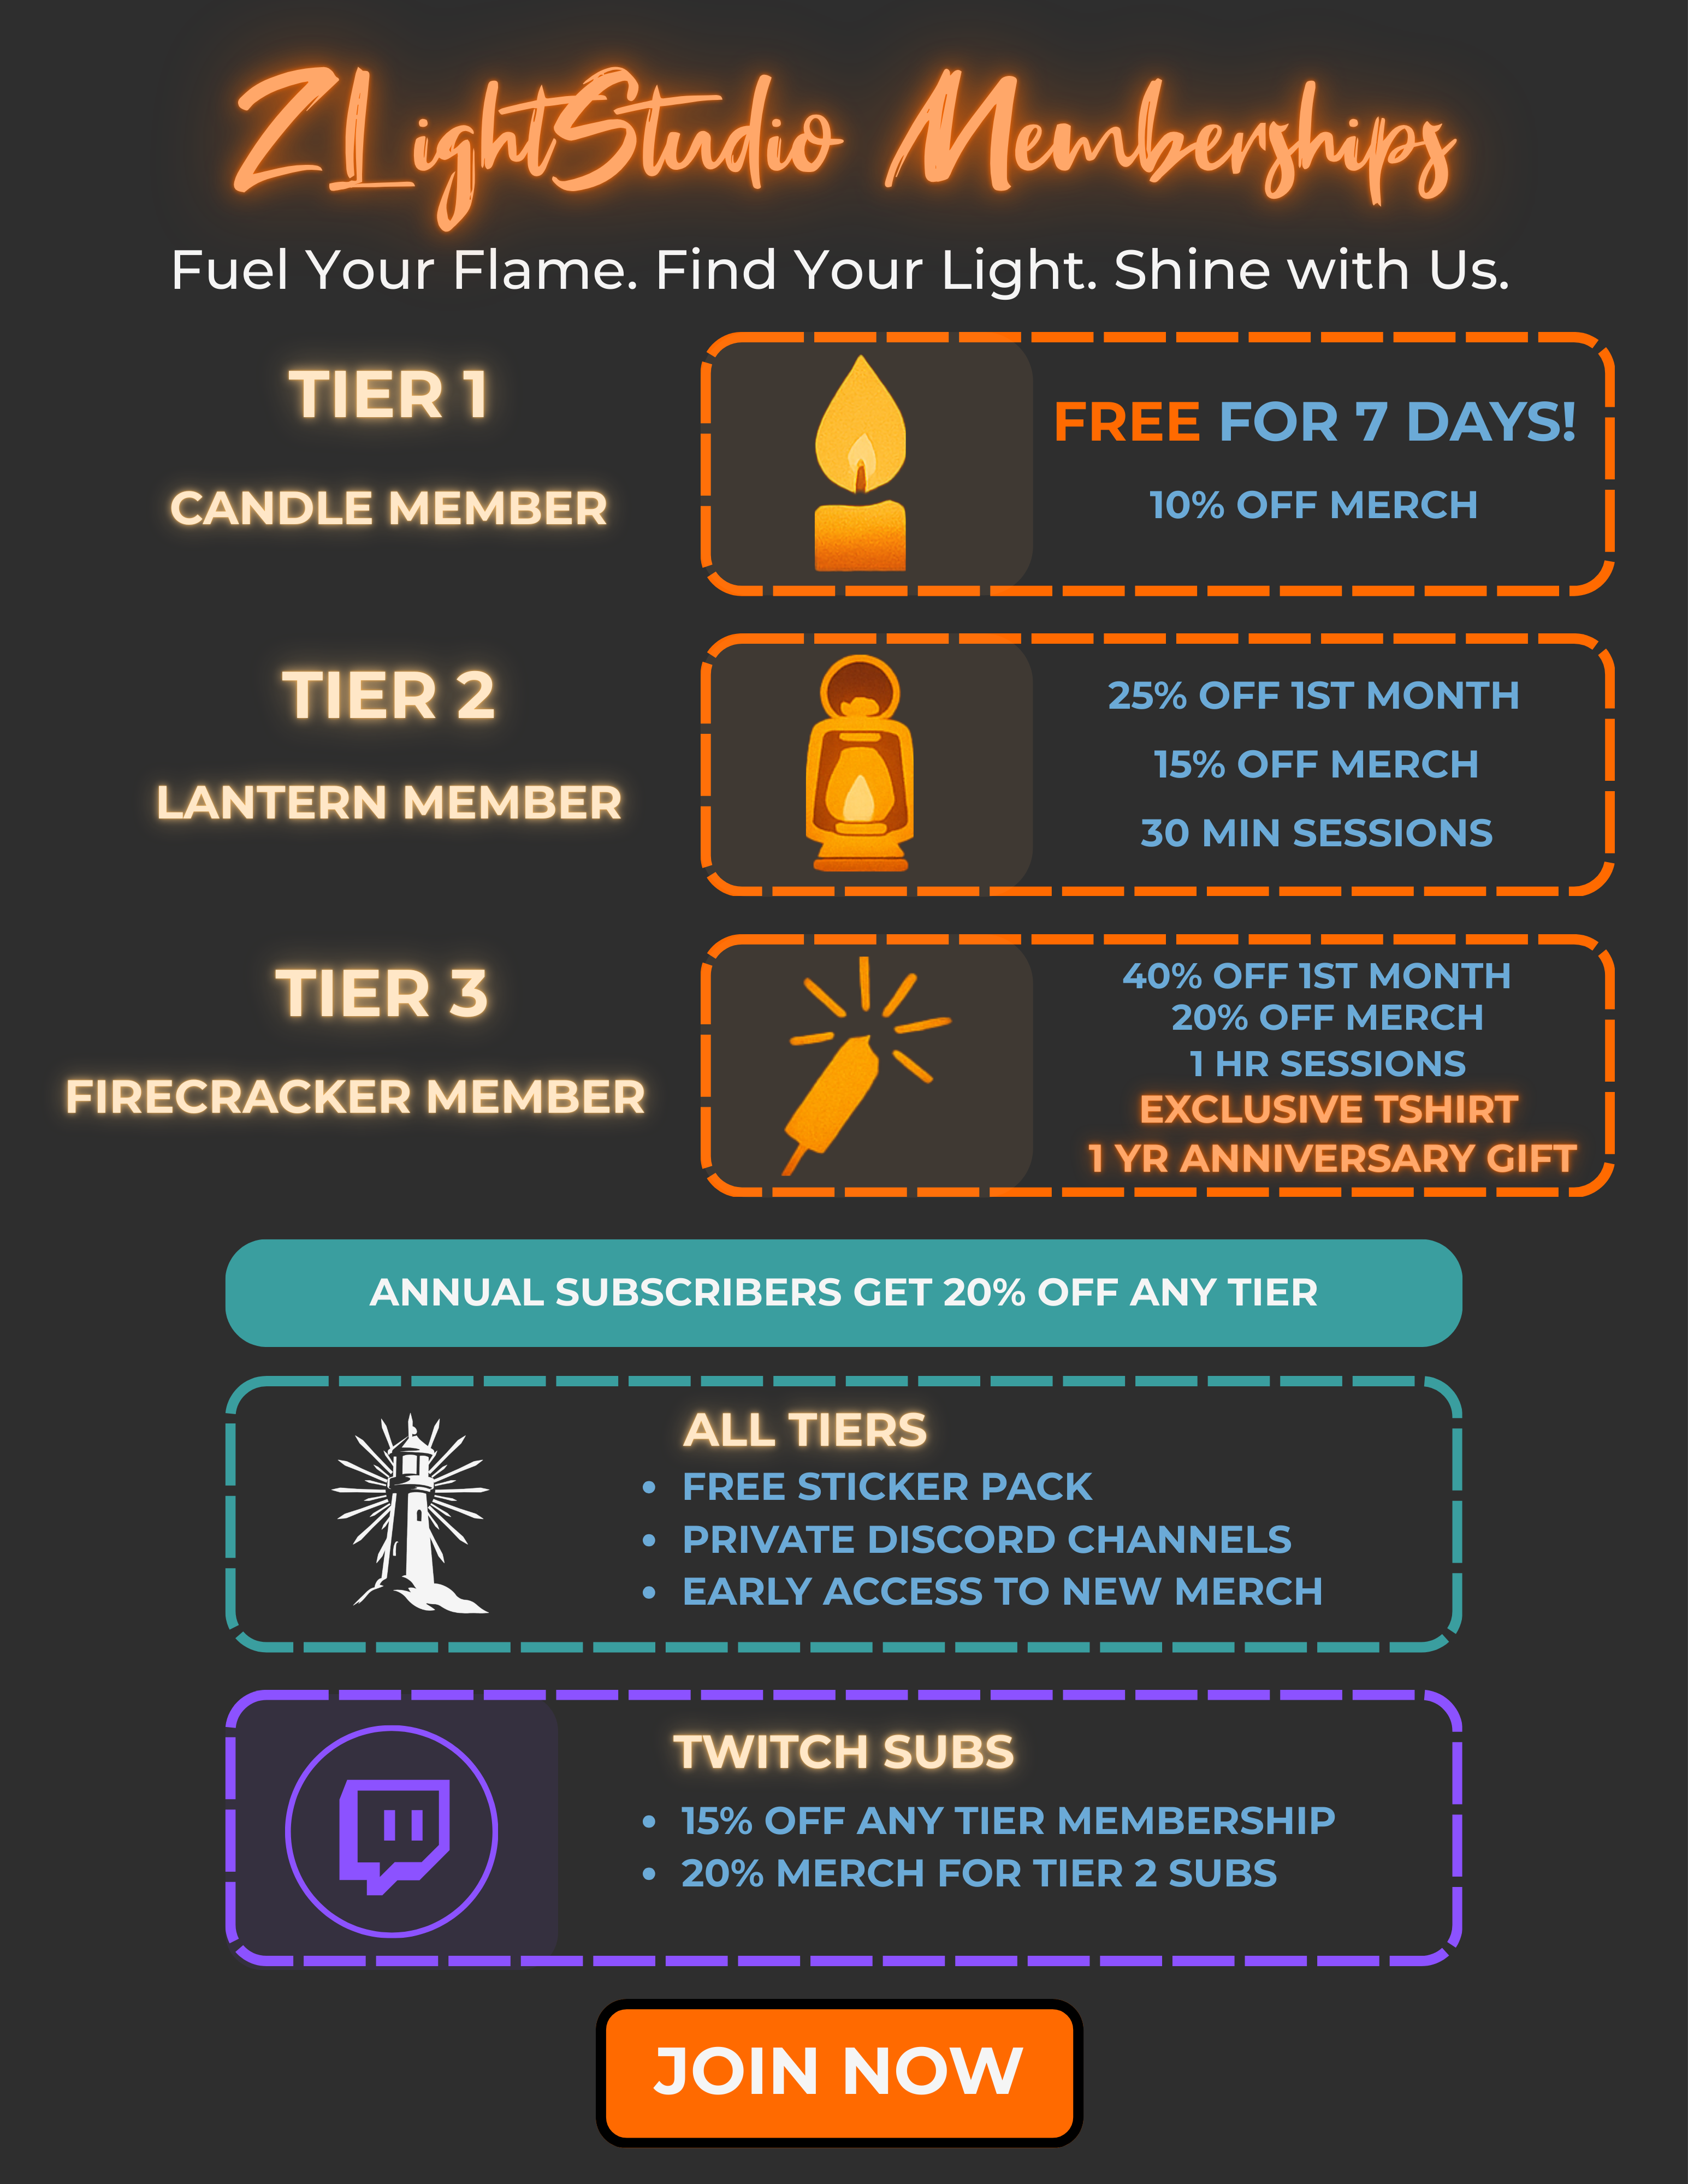 ZLightStudio Memberships
Fuel Your Flame. Find Your Light. Shine with Us.
TIER 1
CANDLE MEMBER
FREE FOR 7 DAYS!
10% OFF MERCH
TIER 2
LANTERN MEMBER
25% OFF 1ST MONTH
15% OFF MERCH
30 MIN SESSIONS
TIER 3
FIRECRACKER MEMBER
40% OFF 1ST MONTH
20% OFF MERCH
1 HR SESSIONS
EXCLUSIVE TSHIRT
1 YR ANNIVERSARY GIFT
ANNUAL SUBSCRIBERS GET 20% OFF ANY TIER
ALL TIERS
• FREE STICKER PACK
• PRIVATE DISCORD CHANNELS
• EARLY ACCESS TO NEW MERCH
TWITCH SUBS
• 15% OFF ANY TIER MEMBERSHIP
• 20% MERCH FOR TIER 2 SUBS
JOIN NOW